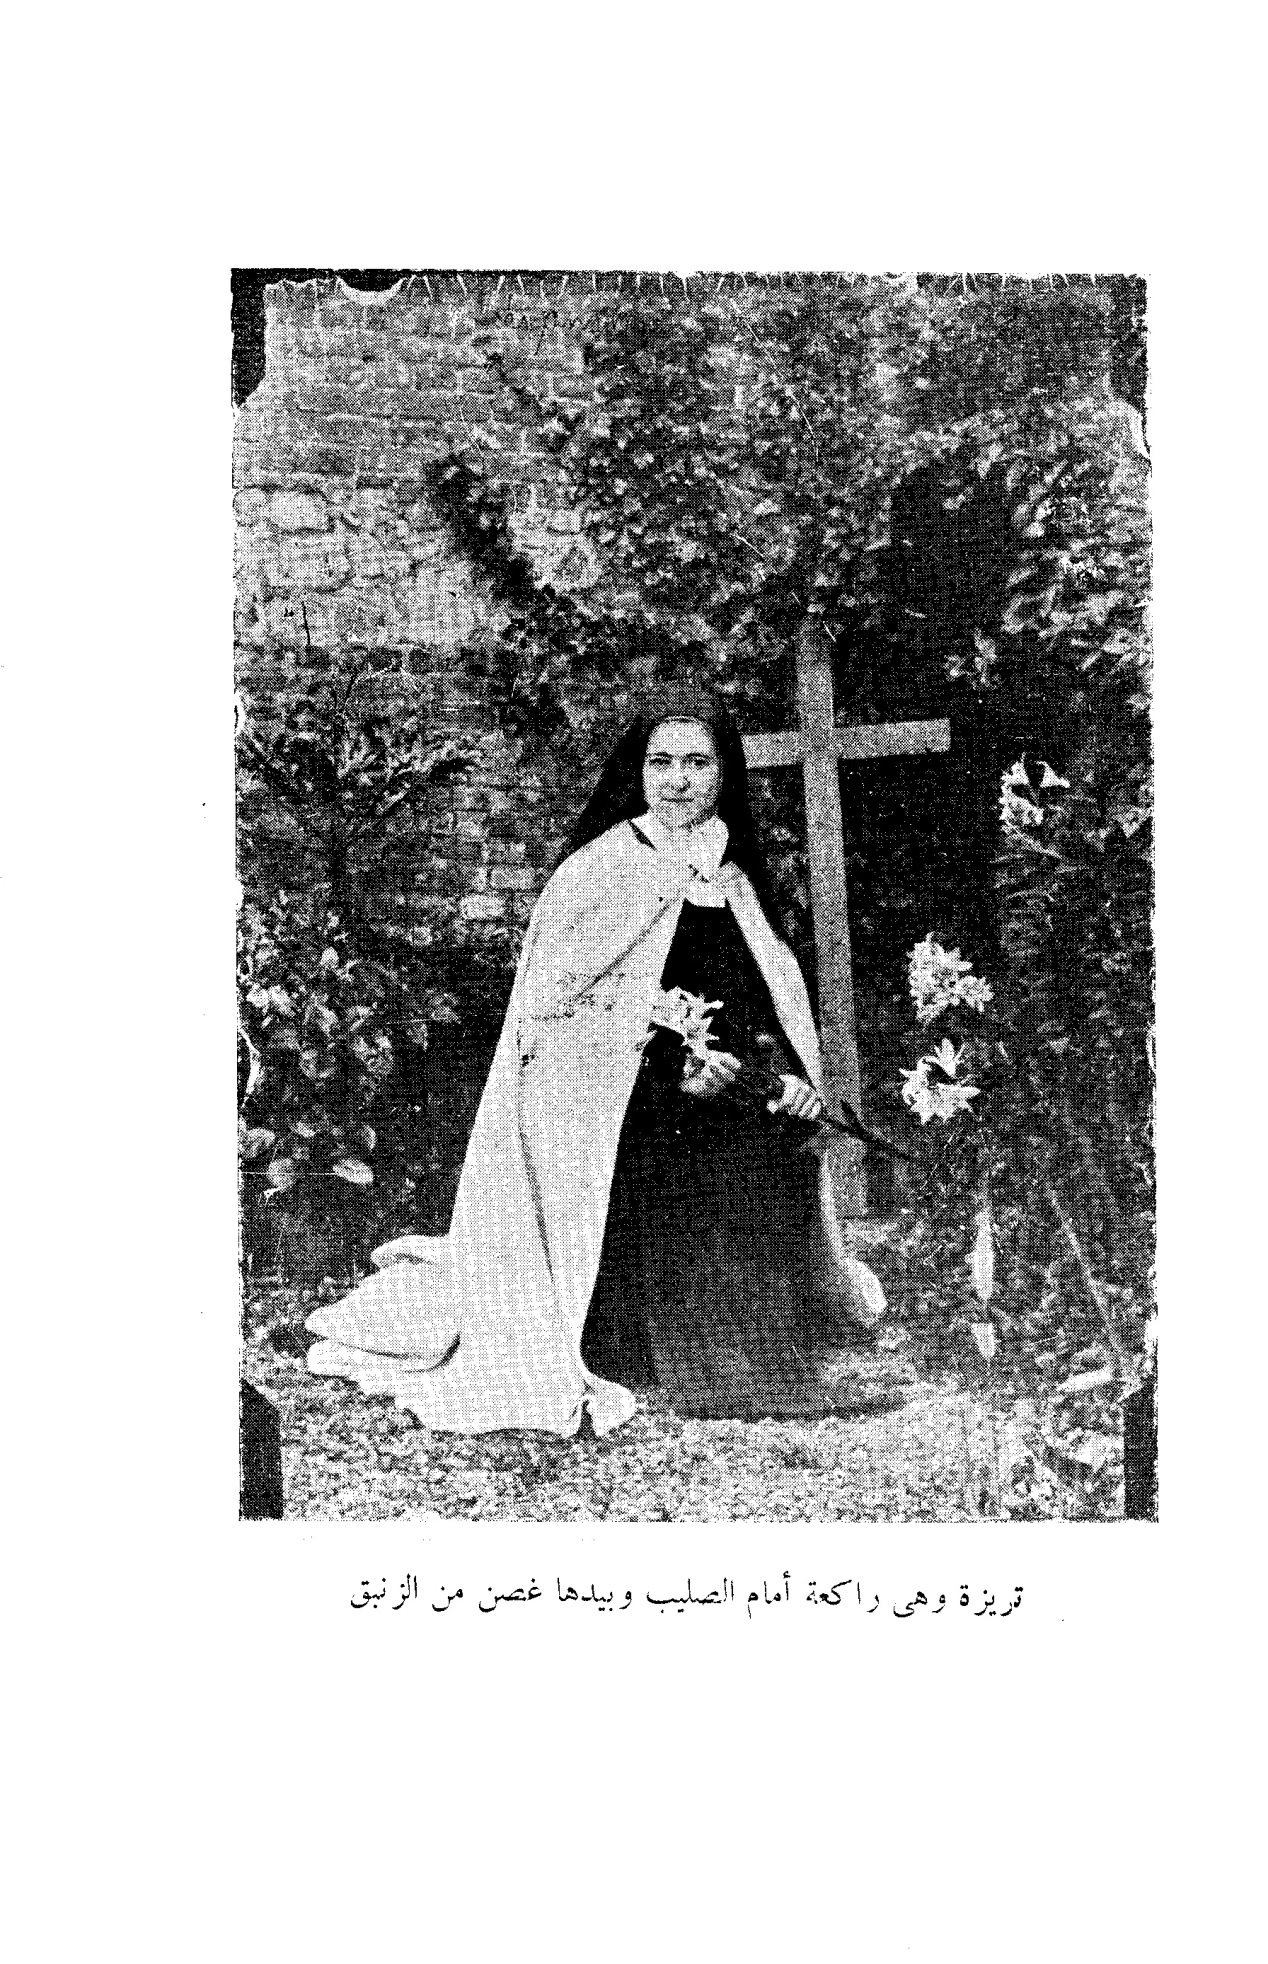 تريزة وهى راكعة أمام الصليب وبيدها غصن من الزنبق